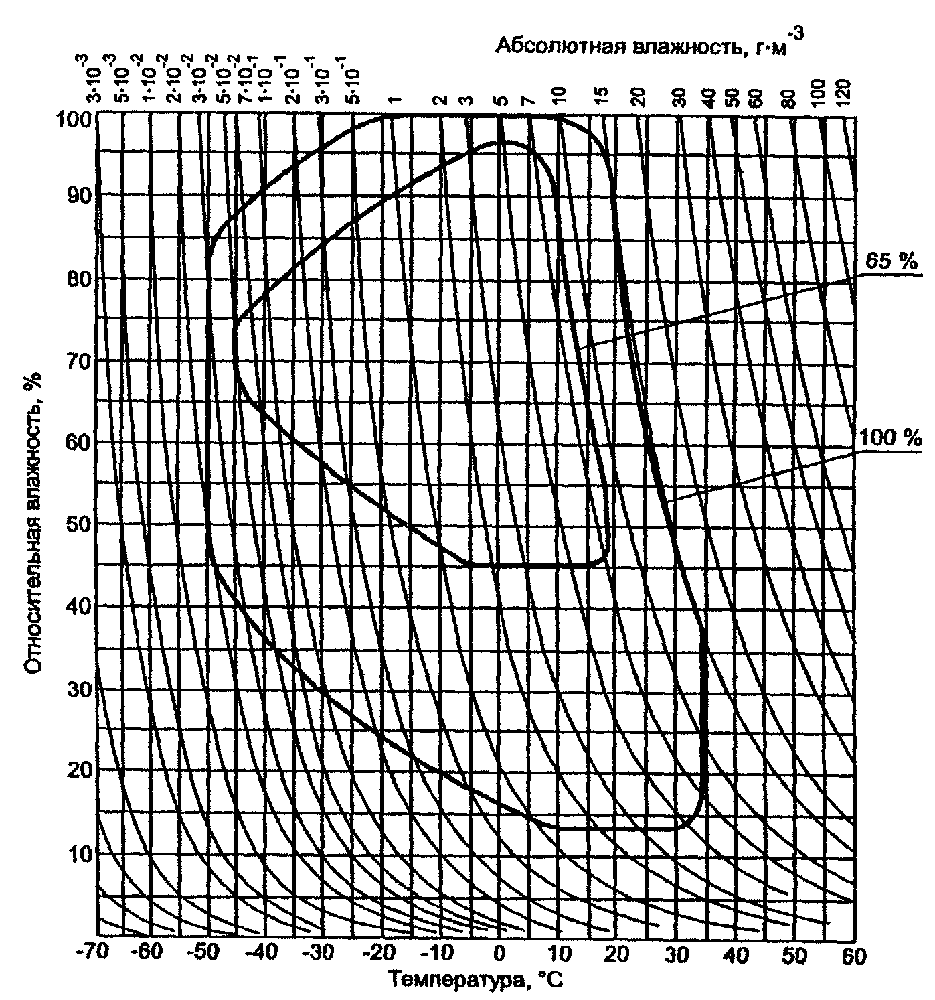 Абсолютная влажность, г·м⁻³
3·10⁻³ 5·10⁻³ 1·10⁻² 2·10⁻² 3·10⁻² 5·10⁻² 7·10⁻² 1·10⁻¹ 2·10⁻¹ 3·10⁻¹ 5·10⁻¹ 1 2 3 5 7 10 15 20 30 40 50 60 80 100 120
100
90
65 %
80
70
Относительная влажность, %
60
100 %
50
40
30
20
10
-70 -60 -50 -40 -30 -20 -10 0 10 20 30 40 50 60
Температура, °С